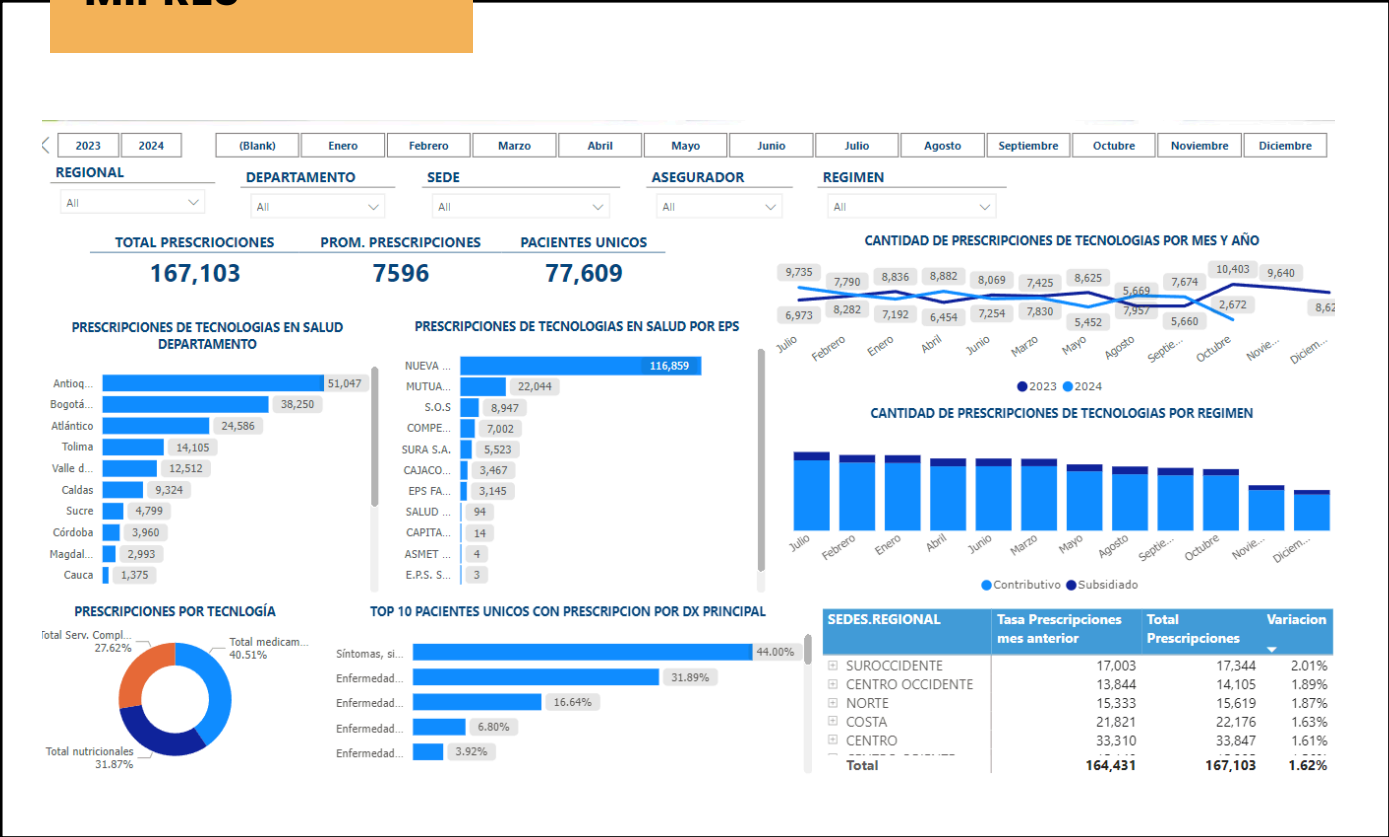 MIPRES
2023 2024 (Blank) Enero Febrero Marzo Abril Mayo Junio Julio Agosto Septiembre Octubre Noviembre Diciembre
REGIONAL DEPARTAMENTO SEDE ASEGURADOR REGIMEN
All All All All All
TOTAL PRESCRIOCIONES PROM. PRESCRIPCIONES PACIENTES UNICOS
167,103 7596 77,609
CANTIDAD DE PRESCRIPCIONES DE TECNOLOGIAS POR MES Y AÑO
9,735 7,790 8,836 8,882 8,069 7,425 8,625 5,669 7,674 10,403 9,640
6,973 8,282 7,192 6,454 7,254 7,830 5,452 7,957 5,660 2,672 8,62
Julio Febrero Enero Abril Junio Marzo Mayo Agosto Septie... Octubre Novie... Diciem...
2023 2024
PRESCRIPCIONES DE TECNOLOGIAS EN SALUD
DEPARTAMENTO
Antioq... 51,047
Bogotá... 38,250
Atlántico 24,586
Tolima 14,105
Valle d... 12,512
Caldas 9,324
Sucre 4,799
Córdoba 3,960
Magdal... 2,993
Cauca 1,375
PRESCRIPCIONES DE TECNOLOGIAS EN SALUD POR EPS
NUEVA ... 116,859
MUTUA... 22,044
S.O.S 8,947
COMPE... 7,002
SURA S.A. 5,523
CAJACO... 3,467
EPS FA... 3,145
SALUD ... 94
CAPITA... 14
ASMET ... 4
E.P.S. S... 3
CANTIDAD DE PRESCRIPCIONES DE TECNOLOGIAS POR REGIMEN
Julio Febrero Enero Abril Junio Marzo Mayo Agosto Septie... Octubre Novie... Diciem...
Contributivo Subsidiado
PRESCRIPCIONES POR TECNLOGÍA
Total Serv. Compl...
27.62%
Total medicam...
40.51%
Total nutricionales
31.87%
TOP 10 PACIENTES UNICOS CON PRESCRIPCION POR DX PRINCIPAL
Síntomas, si... 44.00%
Enfermedad... 31.89%
Enfermedad... 16.64%
Enfermedad... 6.80%
Enfermedad... 3.92%
SEDES.REGIONAL Tasa Prescripciones Total Variacion
mes anterior Prescripciones
SUROCCIDENTE 17,003 17,344 2.01%
CENTRO OCCIDENTE 13,844 14,105 1.89%
NORTE 15,333 15,619 1.87%
COSTA 21,821 22,176 1.63%
CENTRO 33,310 33,847 1.61%
Total 164,431 167,103 1.62%